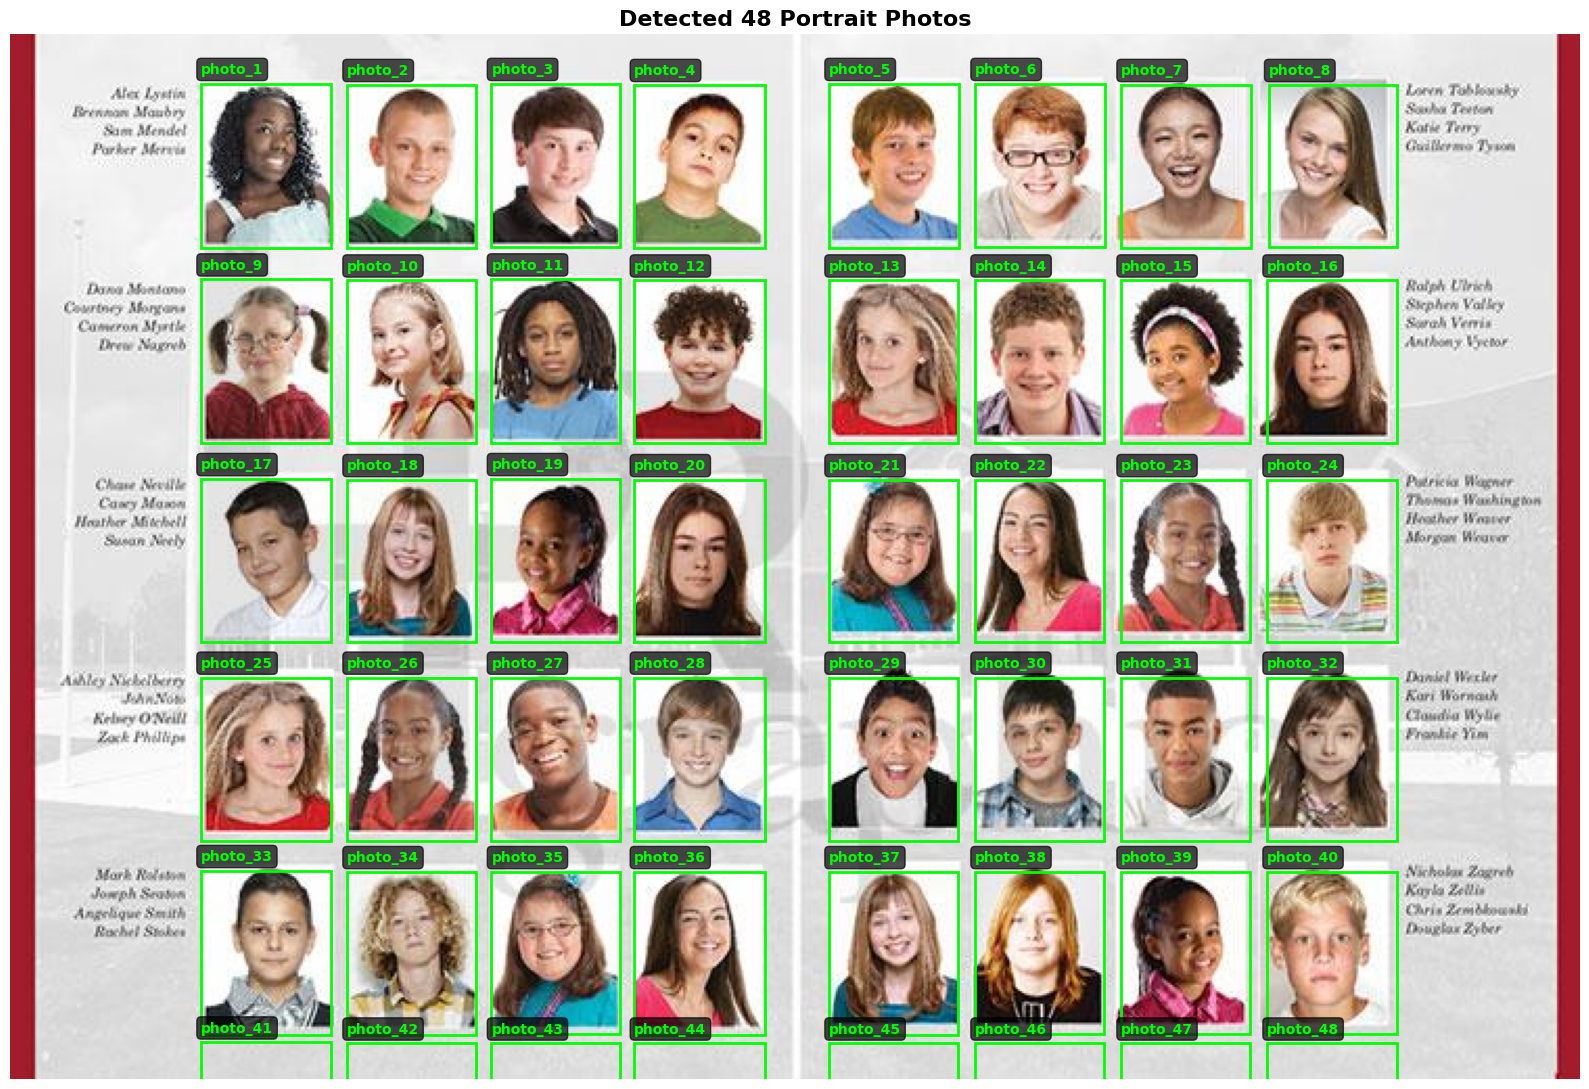 Detected 48 Portrait Photos
photo_1
photo_2
photo_3
photo_4
photo_5
photo_6
photo_7
photo_8
Alex Lystin
Brennan Maubry
Sam Mendel
Parker Mervis
Loren Tablowsky
Sasha Teeton
Katie Terry
Guillermo Tyson
photo_9
photo_10
photo_11
photo_12
photo_13
photo_14
photo_15
photo_16
Dana Montano
Courtney Morgans
Cameron Myrtle
Drew Nagreb
Ralph Ulrich
Stephen Valley
Sarah Verris
Anthony Vyctor
photo_17
photo_18
photo_19
photo_20
photo_21
photo_22
photo_23
photo_24
Chase Neville
Casey Mason
Heather Mitchell
Susan Neely
Patricia Wagner
Thomas Washington
Heather Weaver
Morgan Weaver
photo_25
photo_26
photo_27
photo_28
photo_29
photo_30
photo_31
photo_32
Ashley Nickelberry
JohnNoto
Kelsey O'Neill
Zack Phillips
Daniel Wexler
Kari Wornash
Claudia Wylie
Frankie Yim
photo_33
photo_34
photo_35
photo_36
photo_37
photo_38
photo_39
photo_40
Mark Rolston
Joseph Seaton
Angelique Smith
Rachel Stokes
Nicholas Zagreb
Kayla Zellis
Chris Zembkowski
Douglas Zyber
photo_41
photo_42
photo_43
photo_44
photo_45
photo_46
photo_47
photo_48